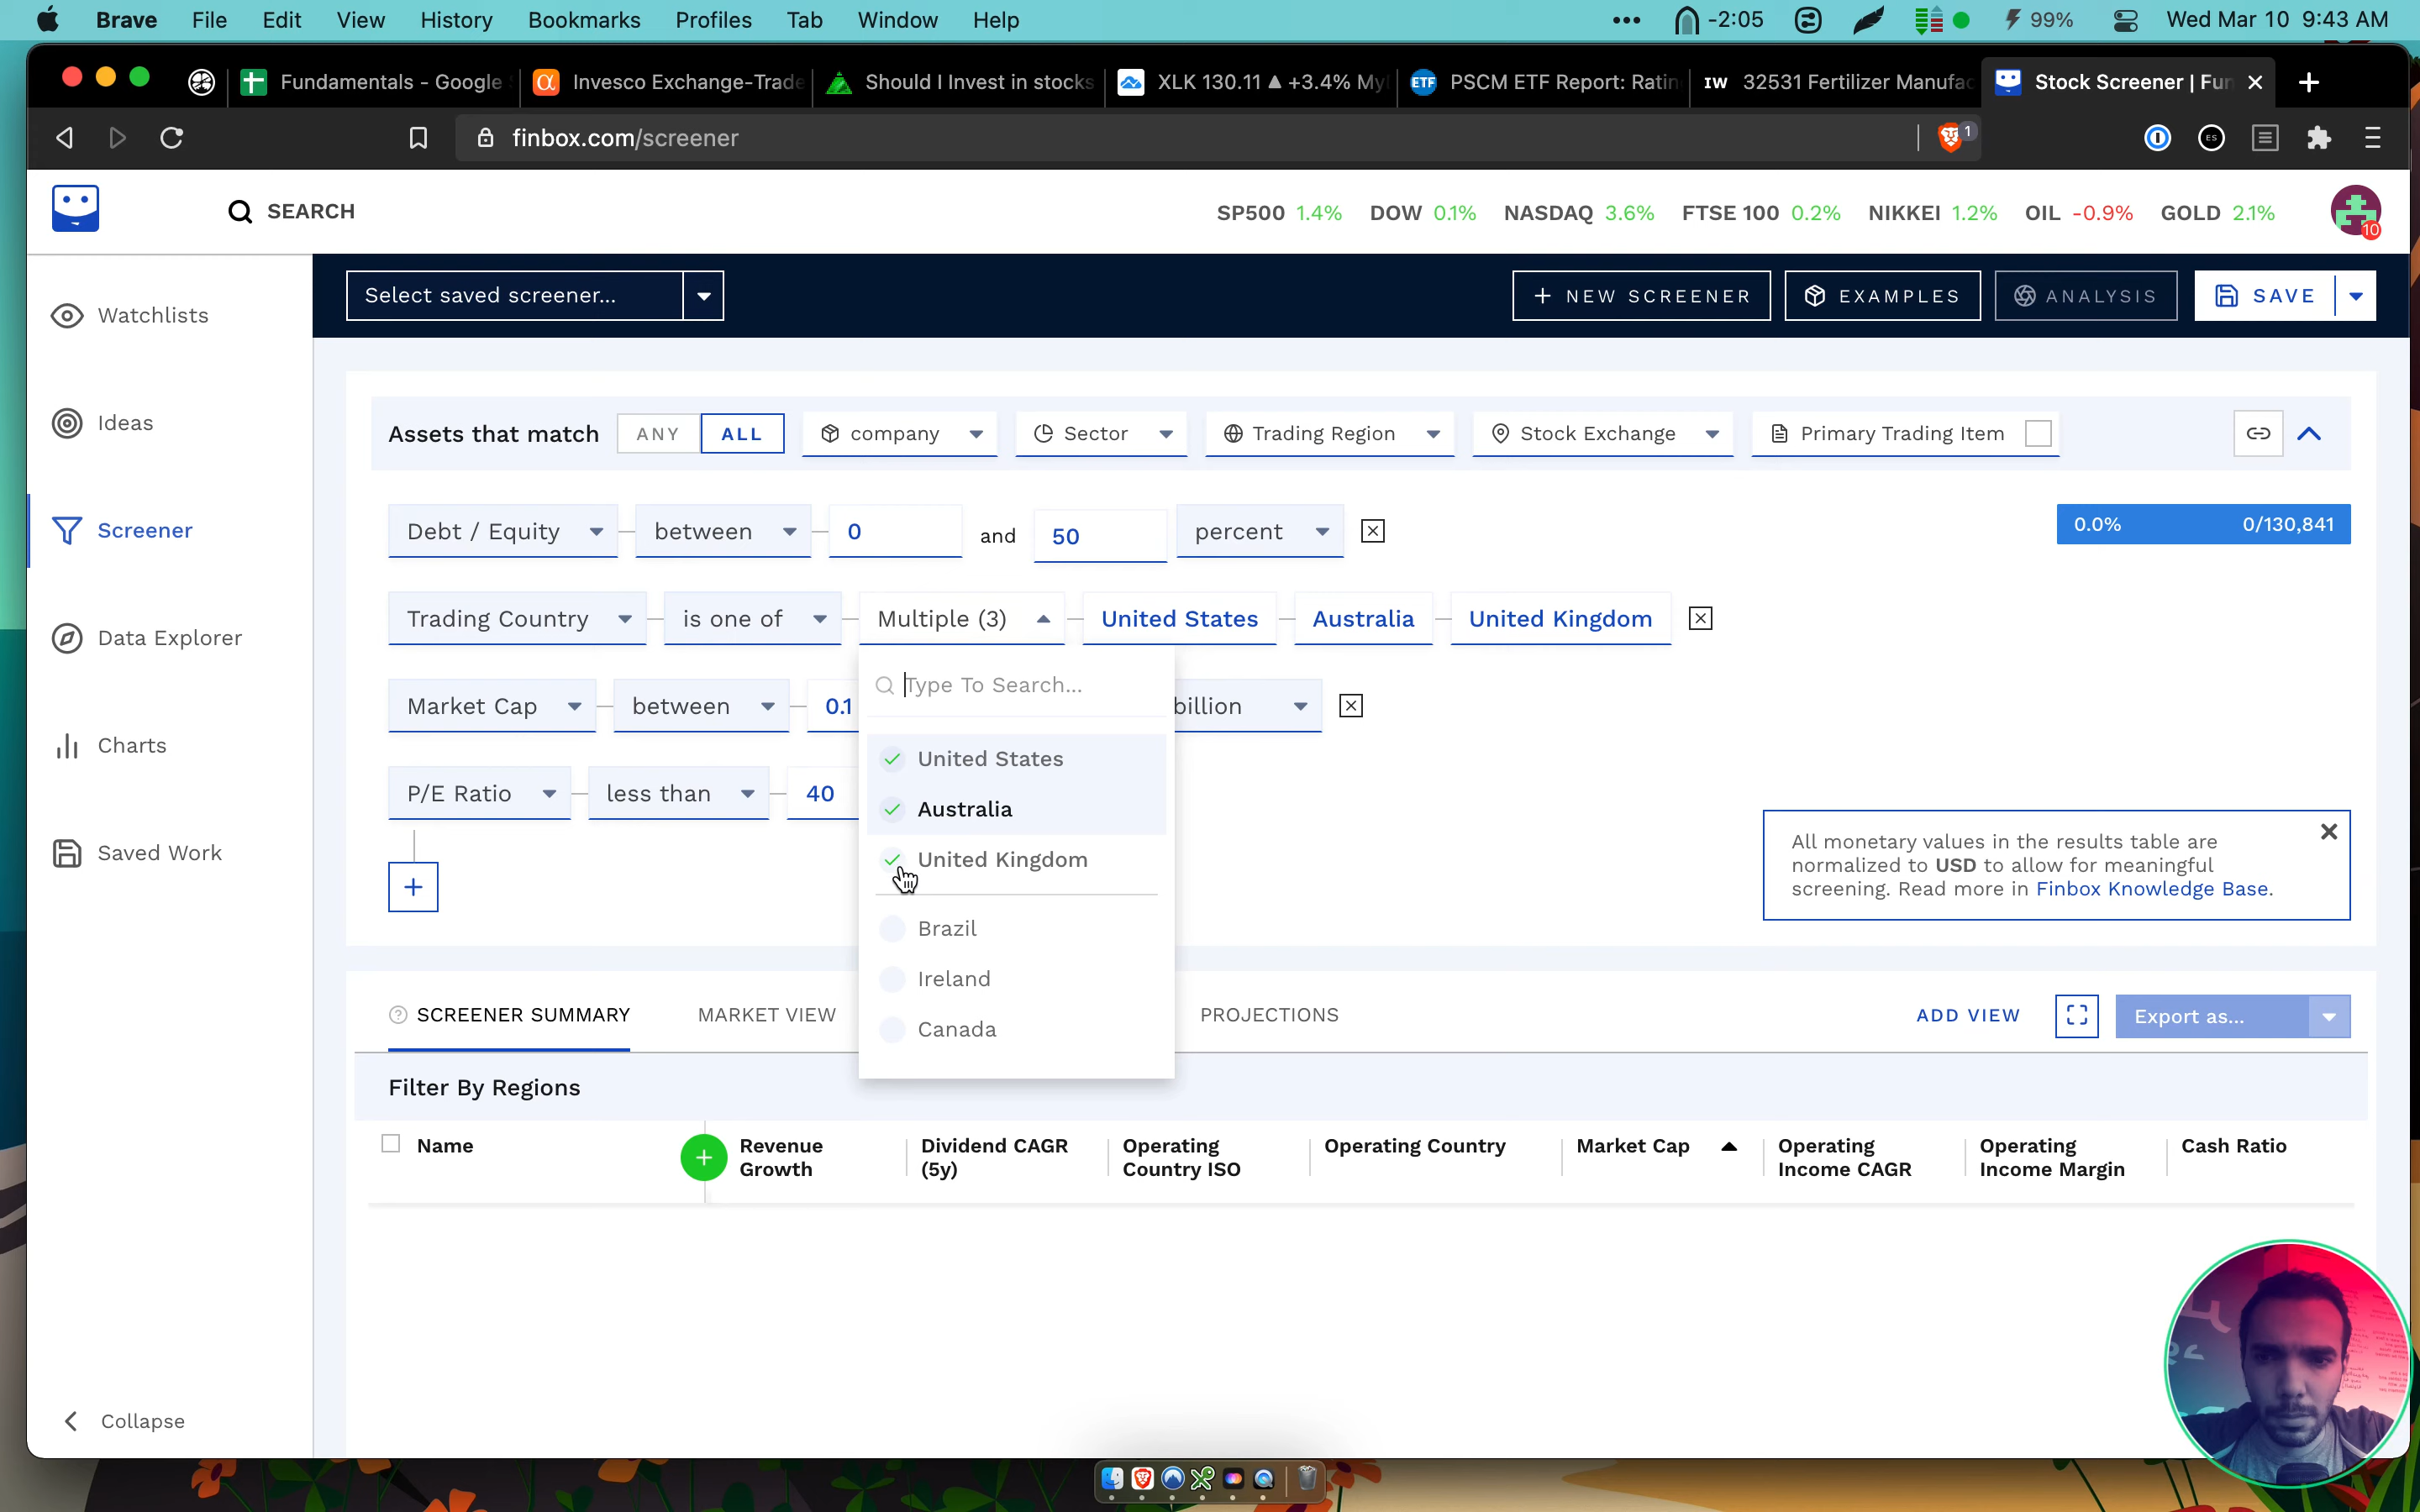 Brave File Edit View History Bookmarks Profiles Tab Window Help -2:05 99% Wed Mar 10 9:43 AM
Fundamentals - Google Invesco Exchange-Trade Should I Invest in stocks XLK 130.11 ▲ +3.4% My ETF PSCM ETF Report: Ratin IW 32531 Fertilizer Manufac Stock Screener | Fun
finbox.com/screener 1 ES
SEARCH SP500 1.4% DOW 0.1% NASDAQ 3.6% FTSE 100 0.2% NIKKEI 1.2% OIL -0.9% GOLD 2.1% 10
Select saved screener... + NEW SCREENER EXAMPLES ANALYSIS SAVE
Watchlists
Ideas
Screener
Data Explorer
Charts
Saved Work
Collapse
Assets that match ANY ALL company Sector Trading Region Stock Exchange Primary Trading Item
Debt / Equity between 0 and 50 percent 0.0% 0/130,841
Trading Country is one of Multiple (3) United States Australia United Kingdom
Market Cap between 0.1 billion
P/E Ratio less than 40
Type To Search...
United States
Australia
United Kingdom
Brazil
Ireland
Canada
All monetary values in the results table are
normalized to USD to allow for meaningful
screening. Read more in Finbox Knowledge Base.
SCREENER SUMMARY MARKET VIEW PROJECTIONS ADD VIEW Export as...
Filter By Regions
Name
Revenue
Growth
Dividend CAGR
(5y)
Operating
Country ISO
Operating Country
Market Cap
Operating
Income CAGR
Operating
Income Margin
Cash Ratio